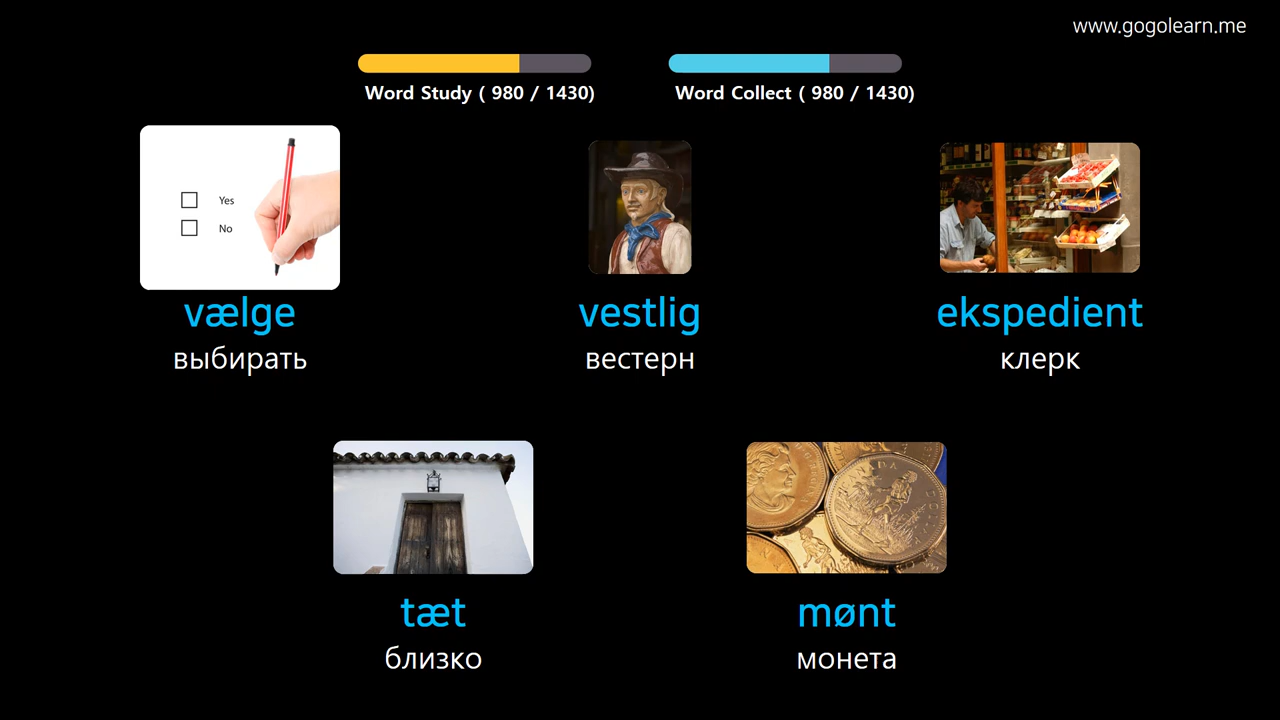 www.gogolearn.me
Word Study ( 980 / 1430)
Word Collect ( 980 / 1430)
Yes
No
vælge
vestlig
ekspedient
выбирать
вестерн
клерк
CANADA
tæt
mønt
близко
монета